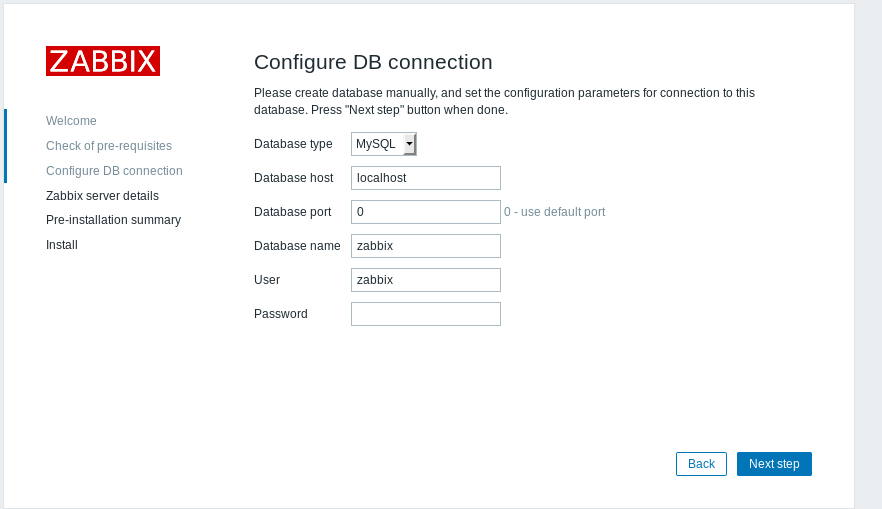 ZABBIX
Welcome
Check of pre-requisites
Configure DB connection
Zabbix server details
Pre-installation summary
Install
Configure DB connection
Please create database manually, and set the configuration parameters for connection to this
database. Press "Next step" button when done.
Database type MySQL
Database host localhost
Database port 0 0 - use default port
Database name zabbix
User zabbix
Password
Back Next step